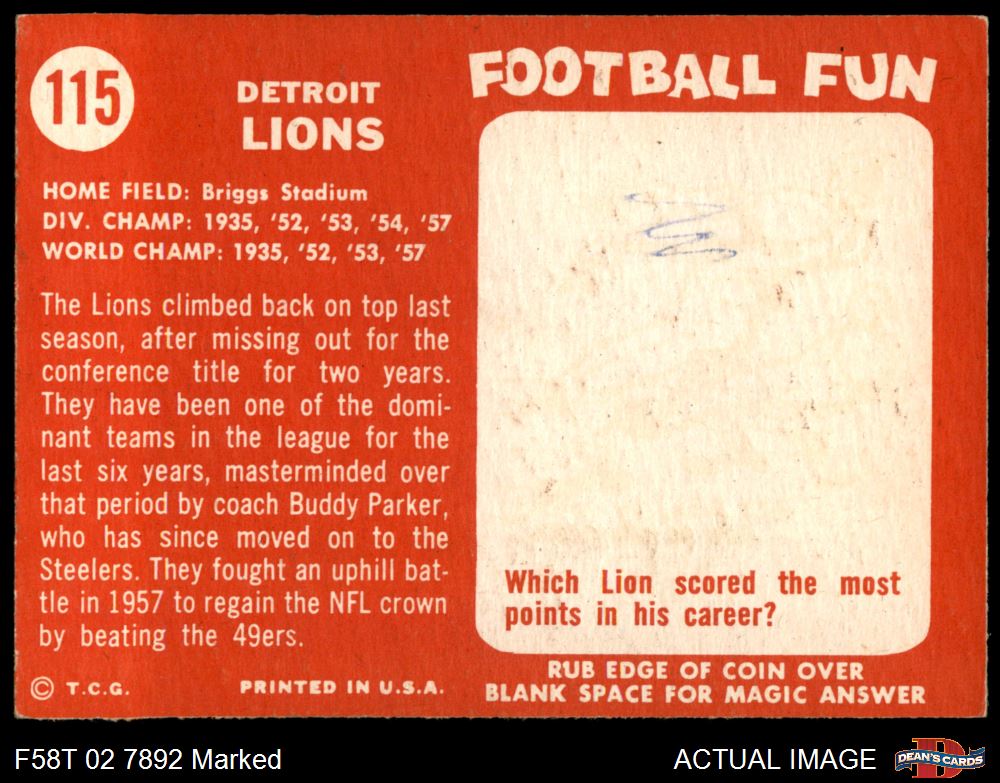 115
DETROIT
LIONS
HOME FIELD: Briggs Stadium
DIV. CHAMP: 1935, '52, '53, '54, '57
WORLD CHAMP: 1935, '52, '53, '57
The Lions climbed back on top last
season, after missing out for the
conference title for two years.
They have been one of the domi-
nant teams in the league for the
last six years, masterminded over
that period by coach Buddy Parker,
who has since moved on to the
Steelers. They fought an uphill bat-
tle in 1957 to regain the NFL crown
by beating the 49ers.
© T.C.G.
PRINTED IN U.S.A.
FOOTBALL FUN
Which Lion scored the most
points in his career?
RUB EDGE OF COIN OVER
BLANK SPACE FOR MAGIC ANSWER
F58T 02 7892 Marked
ACTUAL IMAGE
D
DEAN'S CARDS